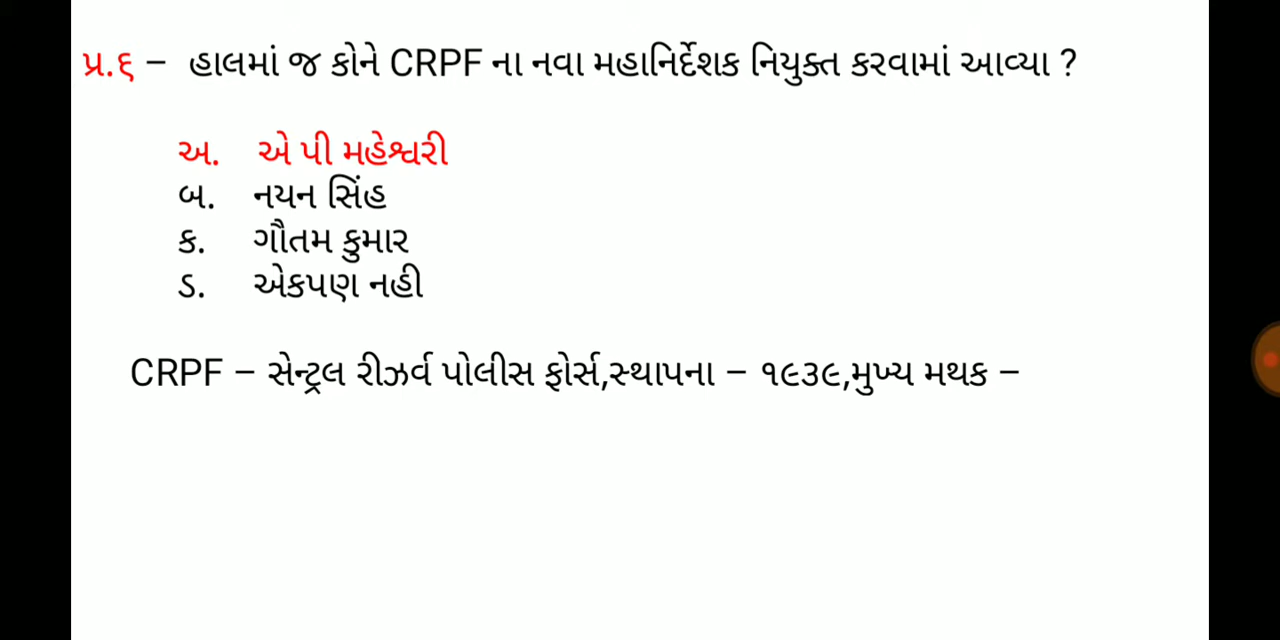 પ્ર.૬ – હાલમાં જ કોને CRPF ના નવા મહાનિર્દેશક નિયુક્ત કરવામાં આવ્યા ?
અ. એ પી મહેશ્વરી
બ. નયન સિંહ
ક. ગૌતમ કુમાર
ડ. એકપણ નહી
CRPF – સેન્ટ્રલ રીઝર્વ પોલીસ ફોર્સ,સ્થાપના – ૧૯૩૯,મુખ્ય મથક –